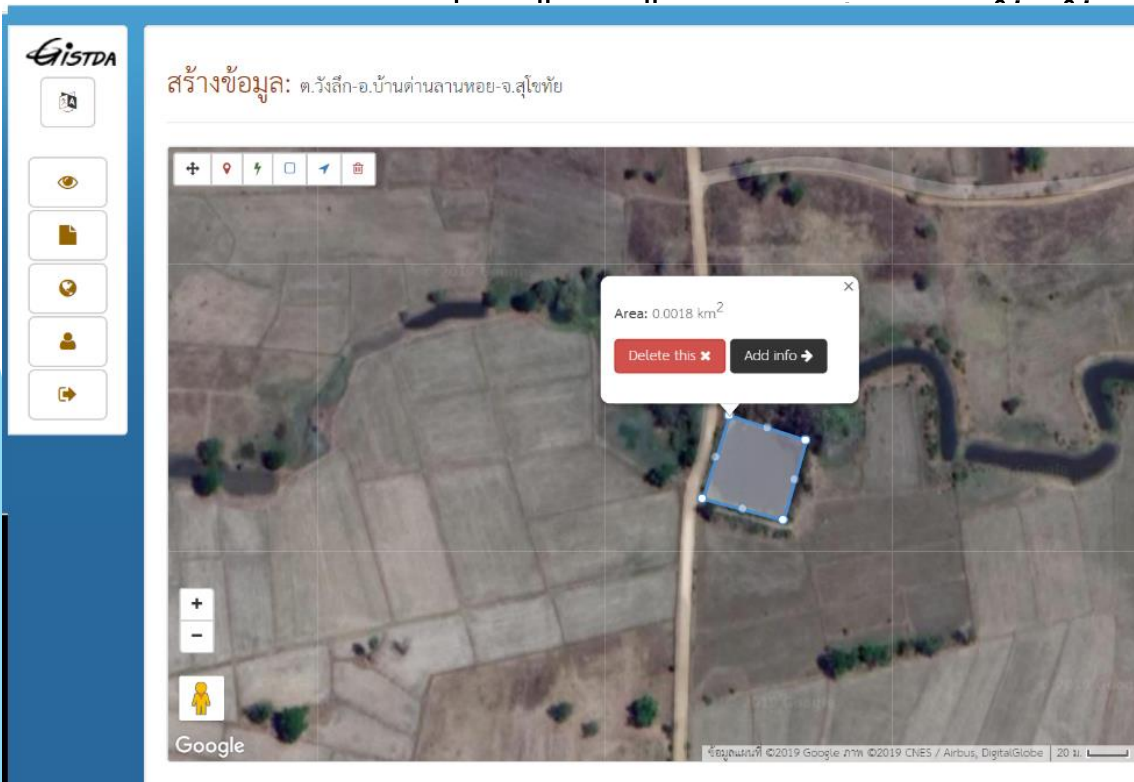 GISTDA
สร้างข้อมูล: ต.วังลึก-อ.บ้านด่านลานหอย-จ.สุโขทัย
Area: 0.0018 km2
Delete this
Add info
+
−
Google
ข้อมูลแผนที่ ©2019 Google ภาพ ©2019 CNES / Airbus, DigitalGlobe 20 ม.